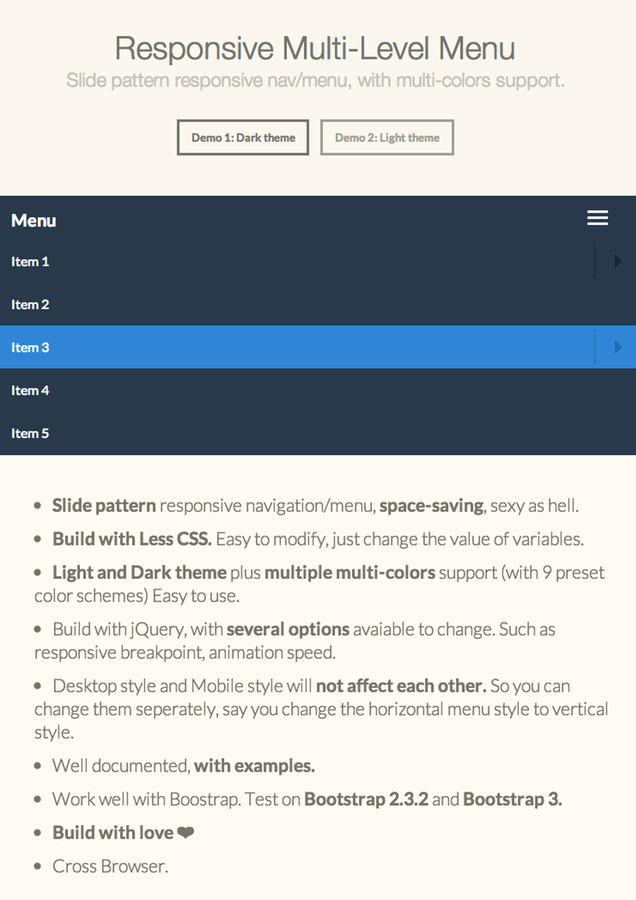 Responsive Multi-Level Menu
Slide pattern responsive nav/menu, with multi-colors support.
Demo 1: Dark theme
Demo 2: Light theme
Menu
Item 1
Item 2
Item 3
Item 4
Item 5
• Slide pattern responsive navigation/menu, space-saving, sexy as hell.
• Build with Less CSS. Easy to modify, just change the value of variables.
• Light and Dark theme plus multiple multi-colors support (with 9 preset
color schemes) Easy to use.
• Build with jQuery, with several options avaiable to change. Such as
responsive breakpoint, animation speed.
• Desktop style and Mobile style will not affect each other. So you can
change them seperately, say you change the horizontal menu style to vertical
style.
• Well documented, with examples.
• Work well with Boostrap. Test on Bootstrap 2.3.2 and Bootstrap 3.
• Build with love ❤
• Cross Browser.